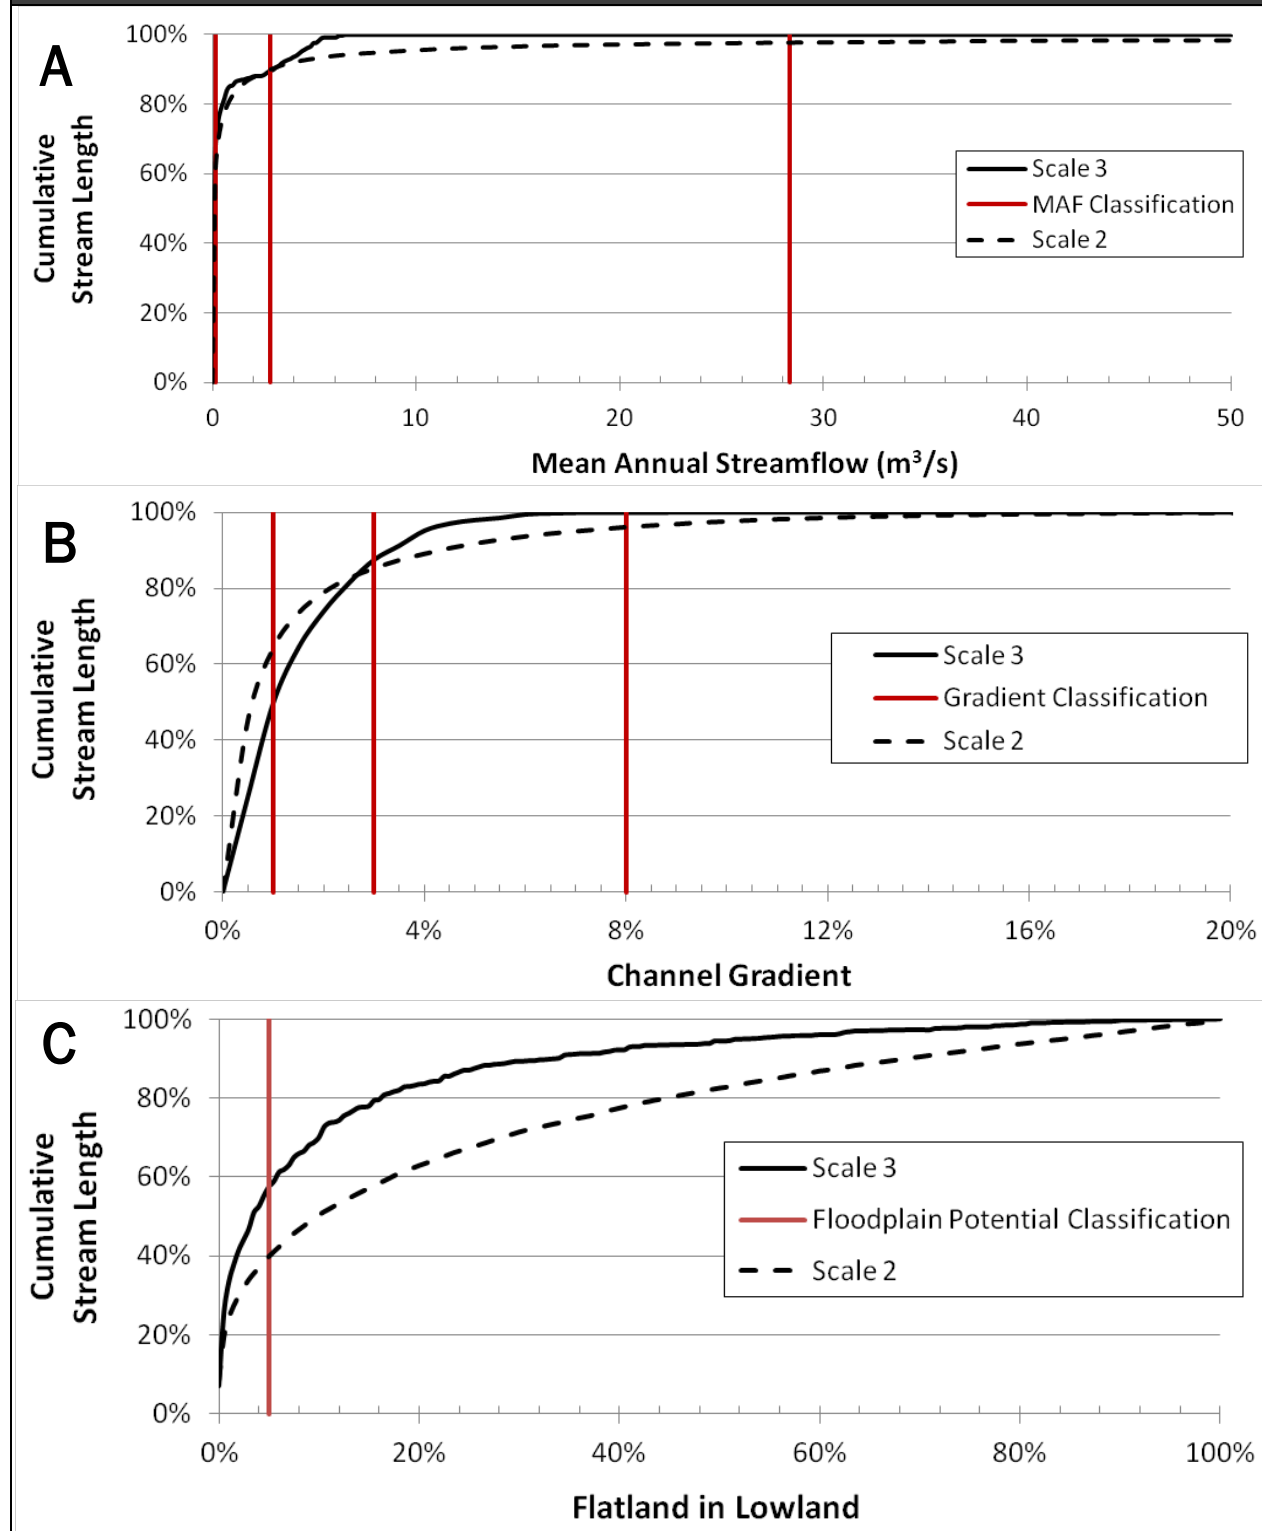 A
Cumulative
Stream Length
100%
80%
60%
40%
20%
0%
Scale 3
MAF Classification
Scale 2
0 10 20 30 40 50
Mean Annual Streamflow (m³/s)
B
Cumulative
Stream Length
100%
80%
60%
40%
20%
0%
Scale 3
Gradient Classification
Scale 2
0% 4% 8% 12% 16% 20%
Channel Gradient
C
Cumulative
Stream Length
100%
80%
60%
40%
20%
0%
Scale 3
Floodplain Potential Classification
Scale 2
0% 20% 40% 60% 80% 100%
Flatland in Lowland